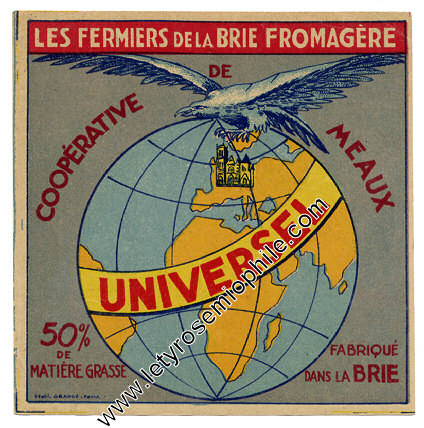 LES FERMIERS DE LA BRIE FROMAGÈRE
COOPÉRATIVE DE MEAUX
UNIVERSEL
50%
DE
MATIÈRE GRASSE
FABRIQUÉ
DANS LA BRIE
www.letyrosemiophile.com